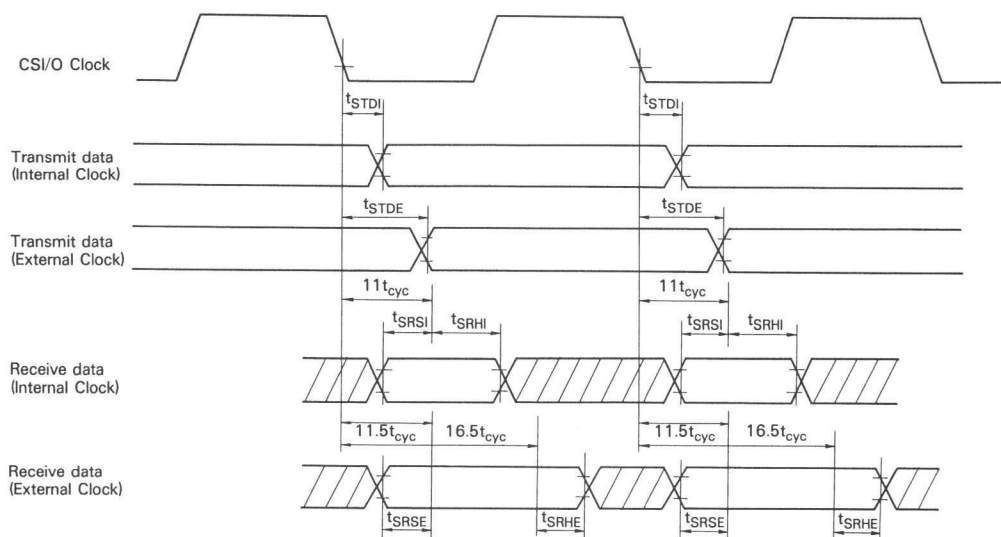 CSI/O Clock
tSTDI tSTDI
Transmit data
(Internal Clock)
tSTDE tSTDE
Transmit data
(External Clock)
11tcyc 11tcyc
tSRSI tSRHI tSRSI tSRHI
Receive data
(Internal Clock)
11.5tcyc 16.5tcyc 11.5tcyc 16.5tcyc
Receive data
(External Clock)
tSRSE tSRHE tSRSE tSRHE